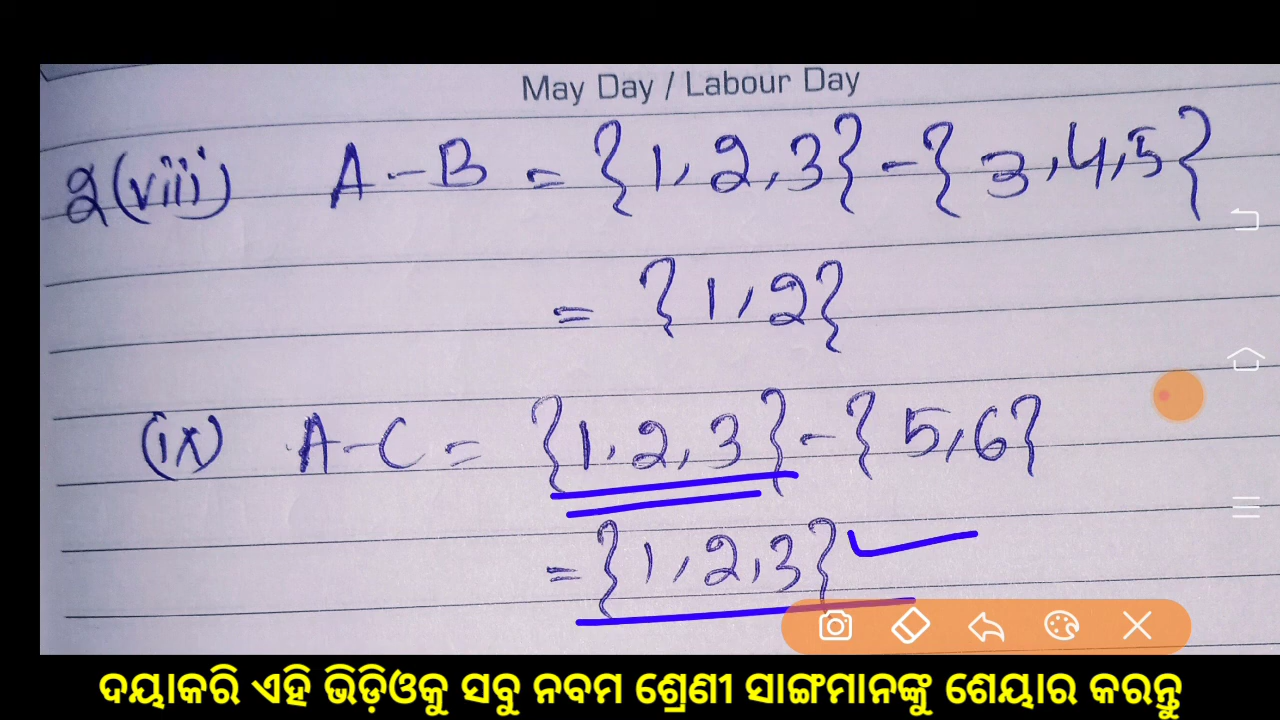 May Day / Labour Day
2(viii) A-B = {1,2,3}-{3,4,5}
= {1,2}
(ix) A-C = {1,2,3}-{5,6}
= {1,2,3}
ଦୟାକରି ଏହି ଭିଡ଼ିଓକୁ ସବୁ ନବମ ଶ୍ରେଣୀ ସାଙ୍ଗମାନଙ୍କୁ ଶେୟାର କରନ୍ତୁ